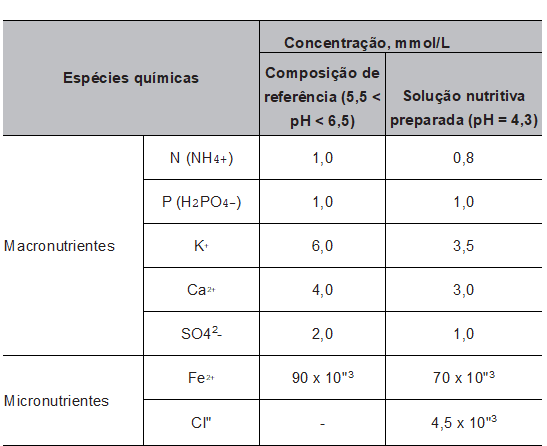 Espécies químicas
Concentração, mmol/L
Composição de
referência (5,5 <
pH < 6,5)
Solução nutritiva
preparada (pH = 4,3)
Macronutrientes
N (NH4+) 1,0 0,8
P (H2PO4-) 1,0 1,0
K+ 6,0 3,5
Ca2+ 4,0 3,0
SO42- 2,0 1,0
Micronutrientes
Fe2+ 90 x 10"3 70 x 10"3
Cl" - 4,5 x 10"3